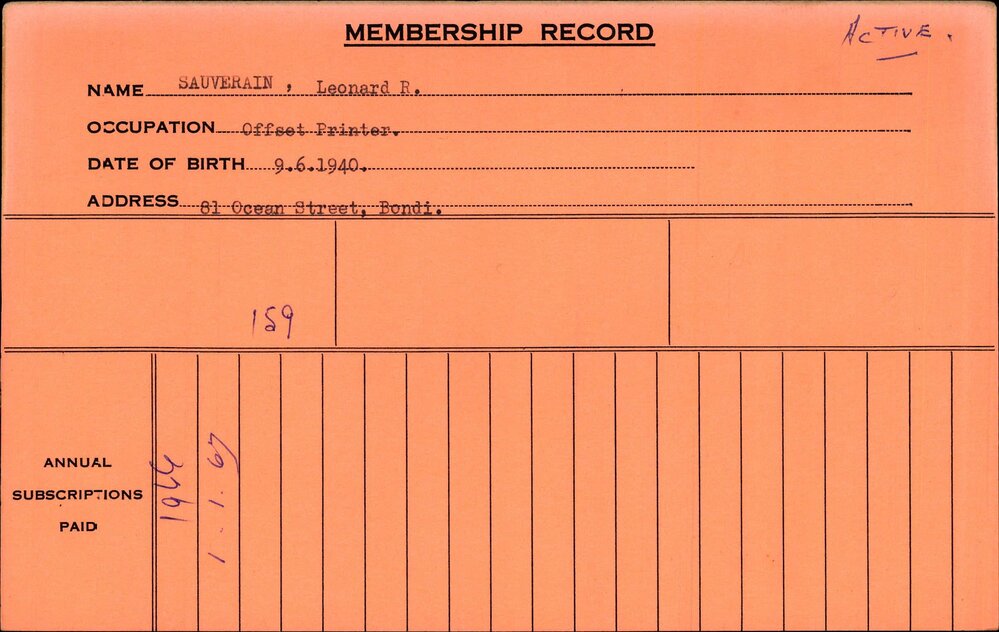 MEMBERSHIP RECORD
ACTIVE.
NAME SAUVERAIN, Leonard R.
OCCUPATION Offset Printer.
DATE OF BIRTH 9.6.1940.
ADDRESS 81 Ocean Street, Bondi.
159
ANNUAL
SUBSCRIPTIONS
PAID
1966
1.1.67